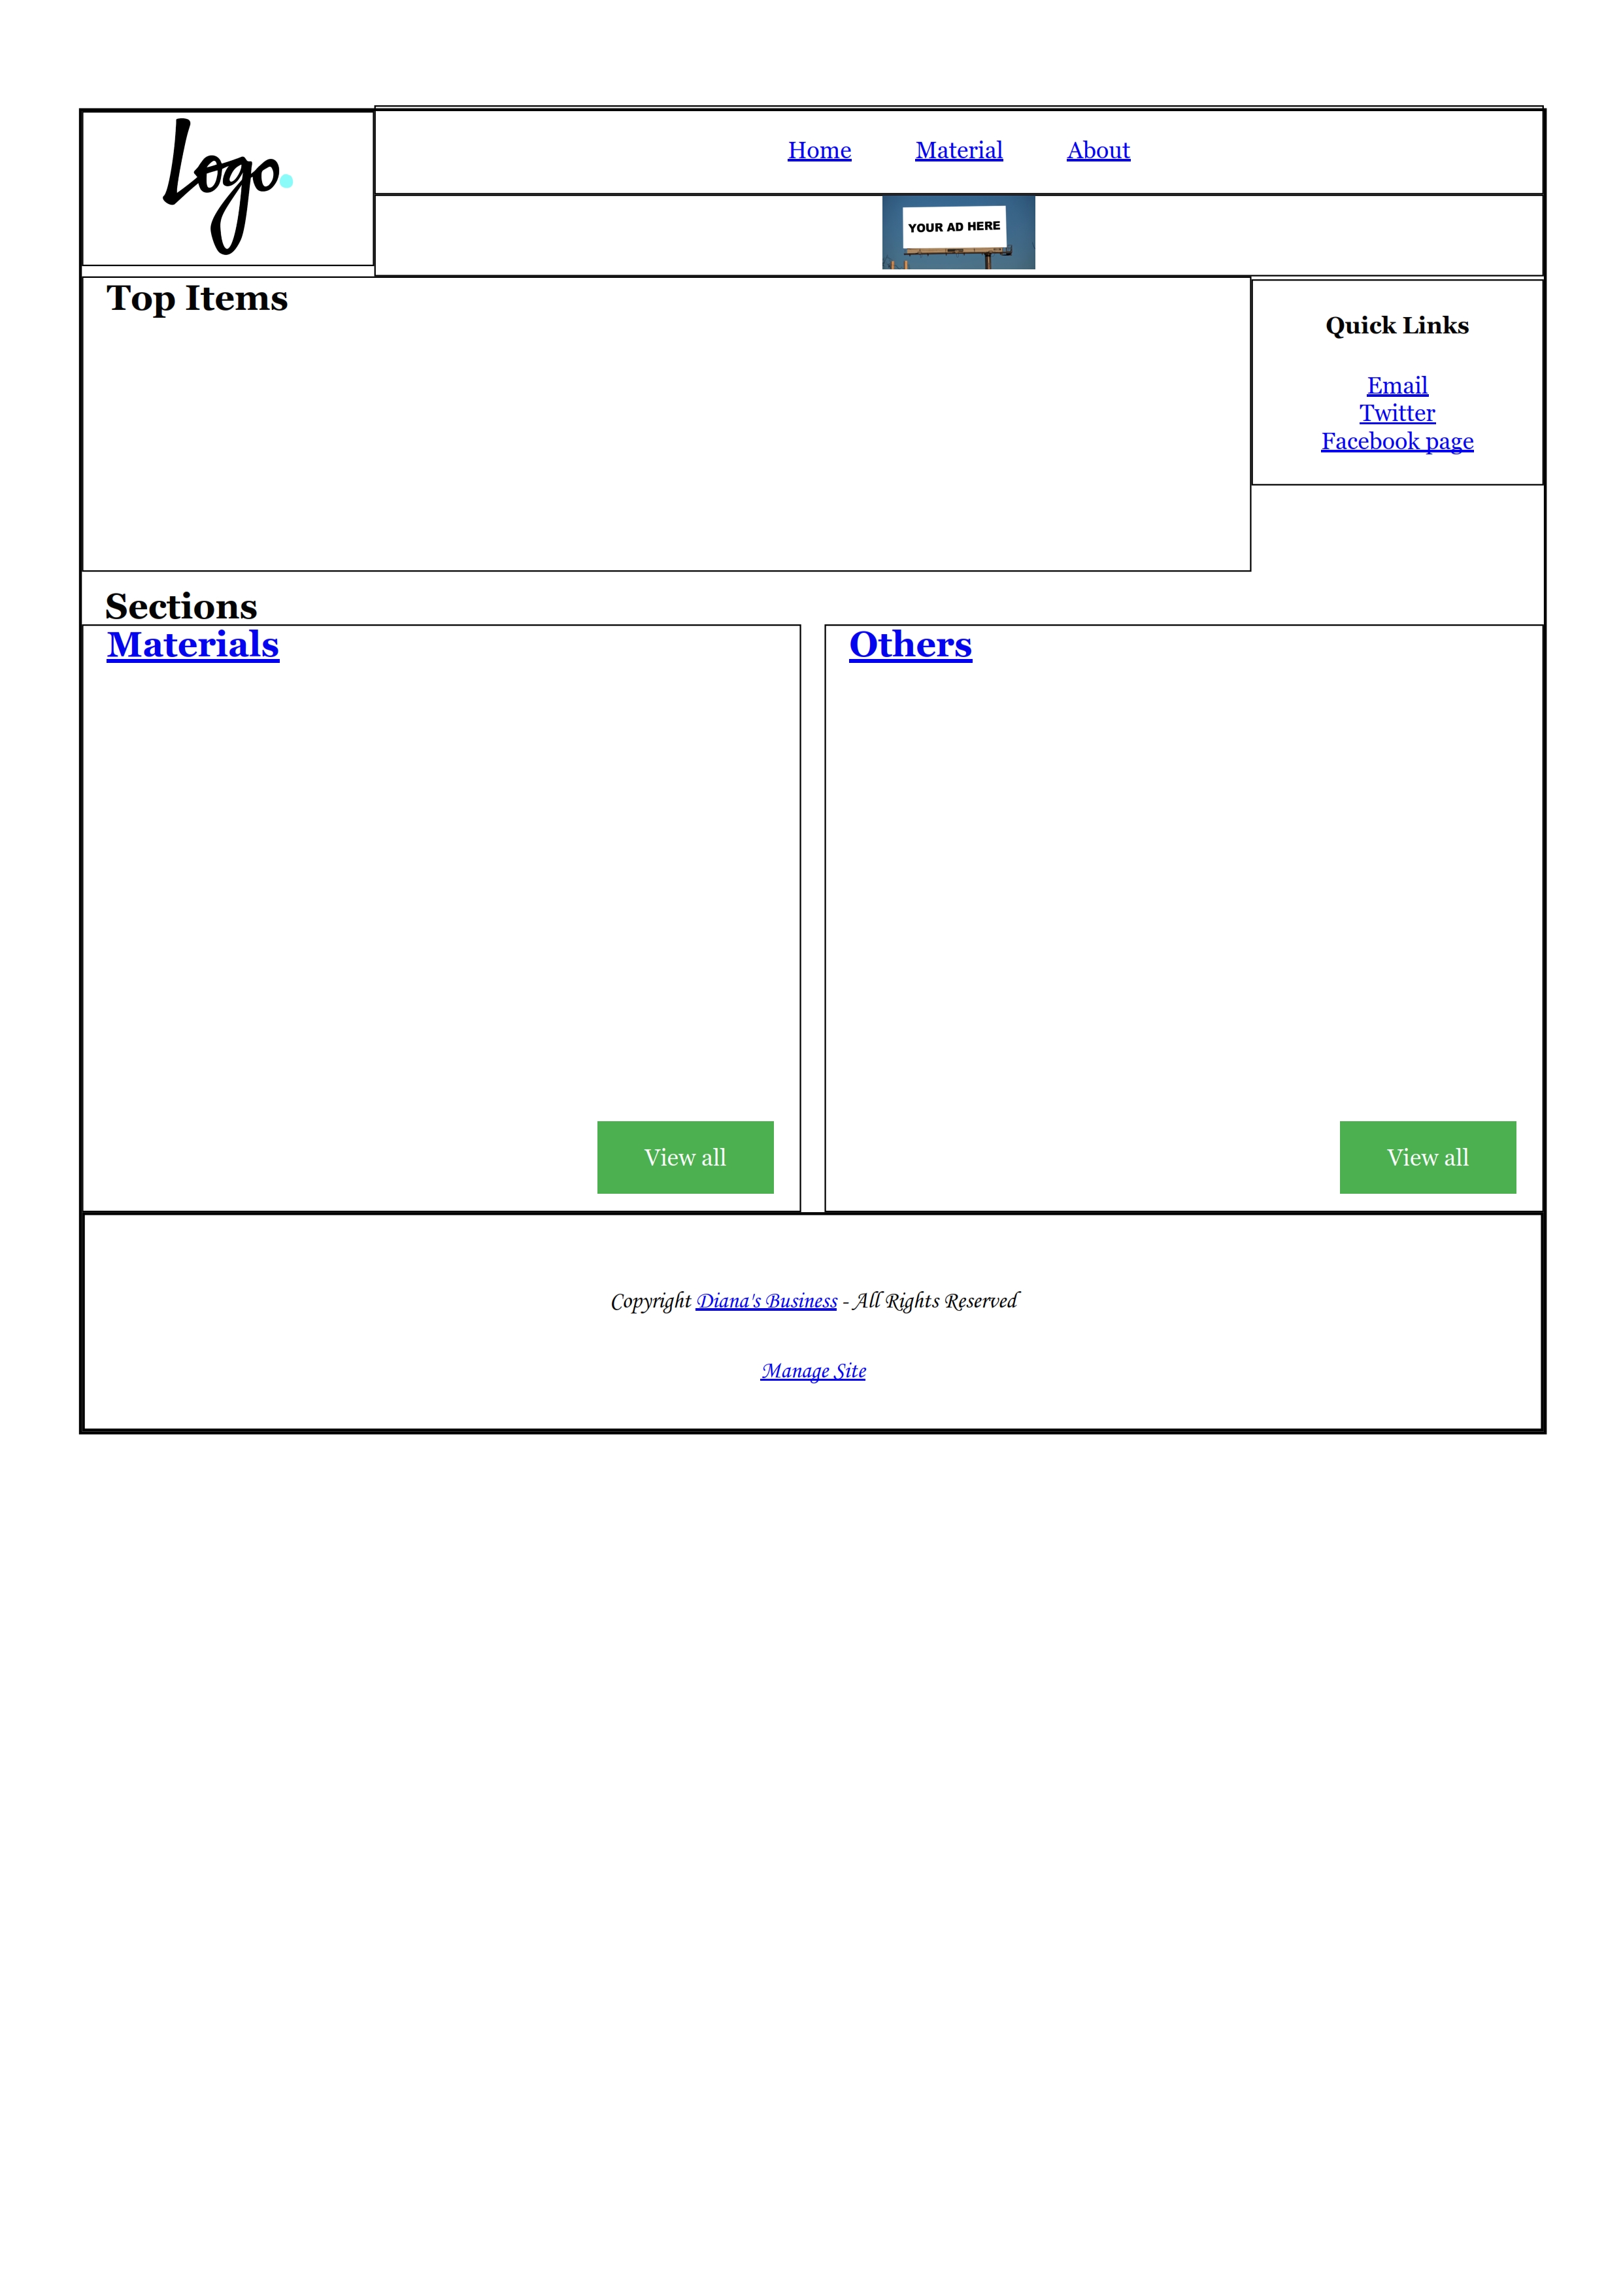 Logo.
Home Material About
YOUR AD HERE
Top Items
Quick Links
Email
Twitter
Facebook page
Sections
Materials
Others
View all
View all
Copyright Diana's Business - All Rights Reserved
Manage Site